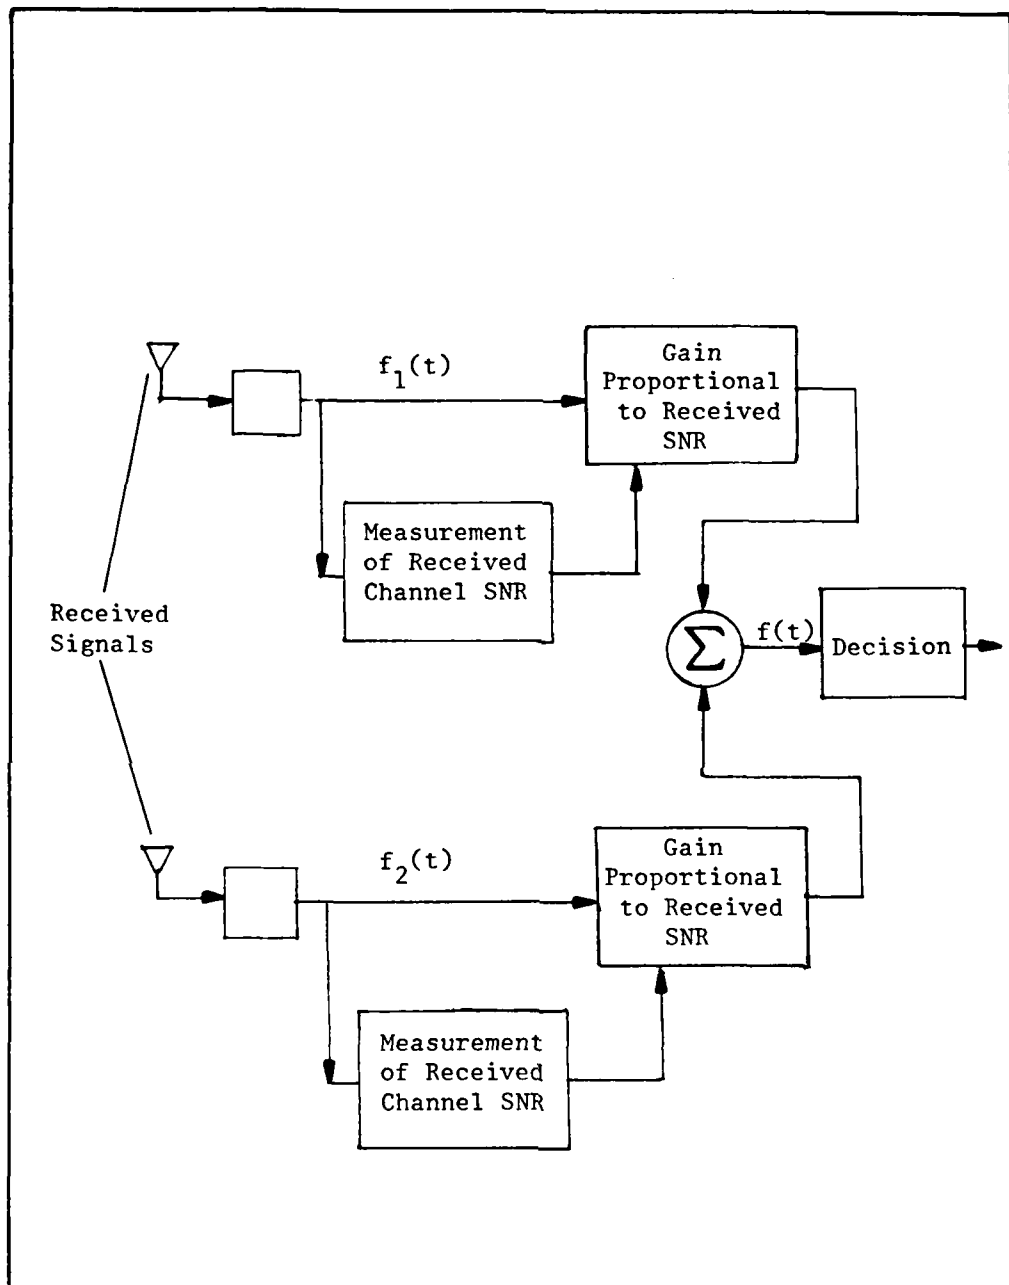 f1(t)
Gain
Proportional
to Received
SNR
Measurement
of Received
Channel SNR
Received
Signals
Σ
f(t)
Decision
f2(t)
Gain
Proportional
to Received
SNR
Measurement
of Received
Channel SNR